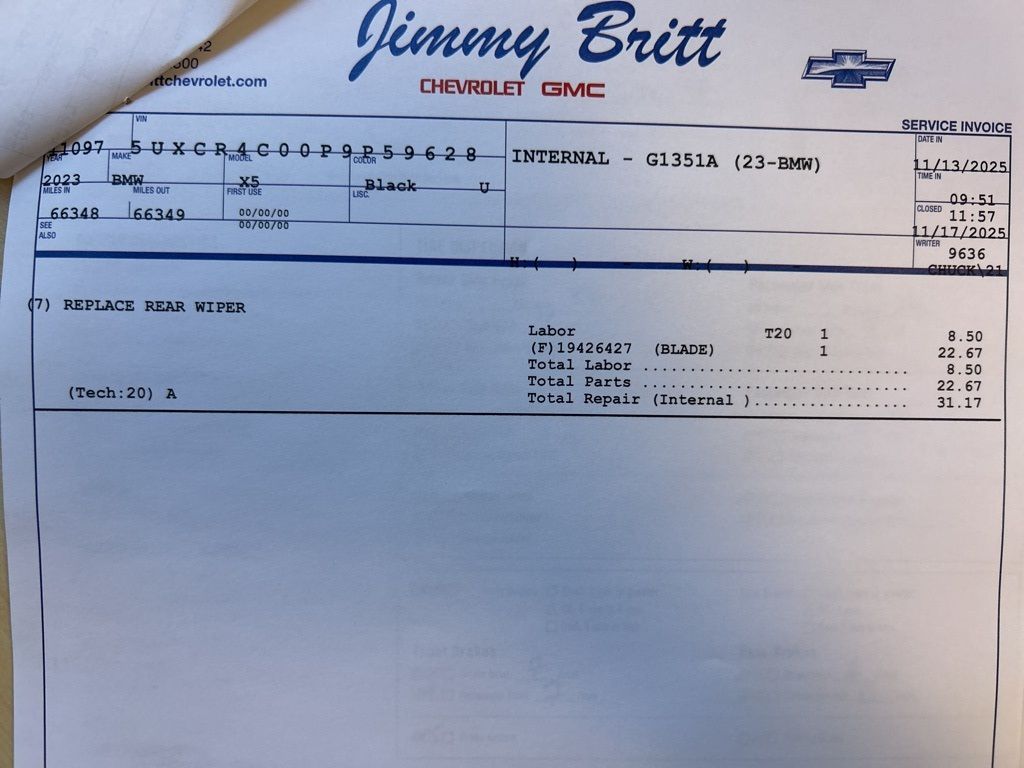 Jimmy Britt
ttchevrolet.com
CHEVROLET GMC
SERVICE INVOICE
VIN
11097 5UXCR4C00P9P59628
INTERNAL - G1351A (23-BMW)
DATE IN
11/13/2025
YEAR MAKE MODEL COLOR
2023 BMW X5 Black U
TIME IN
09:51
MILES IN MILES OUT FIRST USE LISC.
66348 66349 00/00/00
00/00/00
CLOSED 11:57
11/17/2025
SEE
ALSO
WRITER
9636
CHUCK\21
H:( ) - W:( ) -
(7) REPLACE REAR WIPER
Labor T20 1 8.50
(F)19426427 (BLADE) 1 22.67
Total Labor ............................. 8.50
Total Parts ............................. 22.67
Total Repair (Internal )................. 31.17
(Tech:20) A